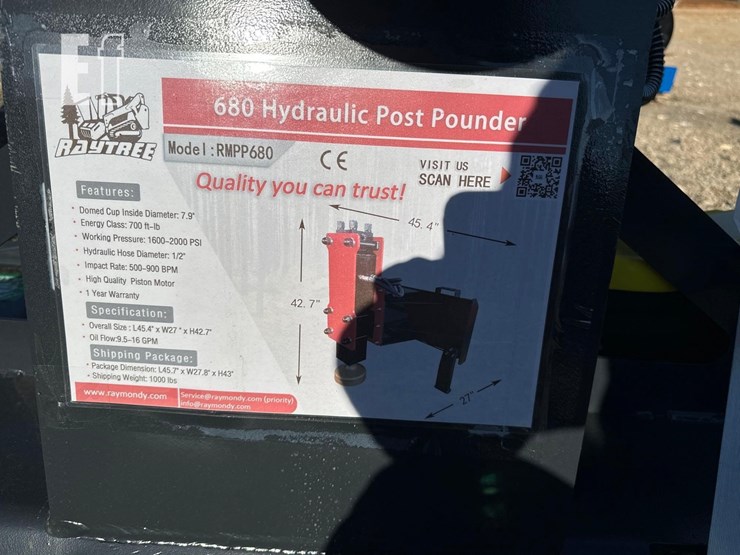 E1
680 Hydraulic Post Pounder
RAYTREE
Model:RMPP680
CE
VISIT US
SCAN HERE
Quality you can trust!
Features:
· Domed Cup Inside Diameter: 7.9"
· Energy Class: 700 ft-lb
· Working Pressure: 1600-2000 PSI
· Hydraulic Hose Diameter: 1/2"
· Impact Rate: 500-900 BPM
· High Quality Piston Motor
· 1 Year Warranty
Specification:
· Overall Size : L45.4" x W27 " x H42.7"
· Oil Flow:9.5-16 GPM
Shipping Package:
· Package Dimension: L45.7" x W27.8" x H43"
· Shipping Weight: 1000 lbs
45.4"
42.7"
27"
www.raymondy.com
Service@raymondy.com (priority)
info@raymondy.com